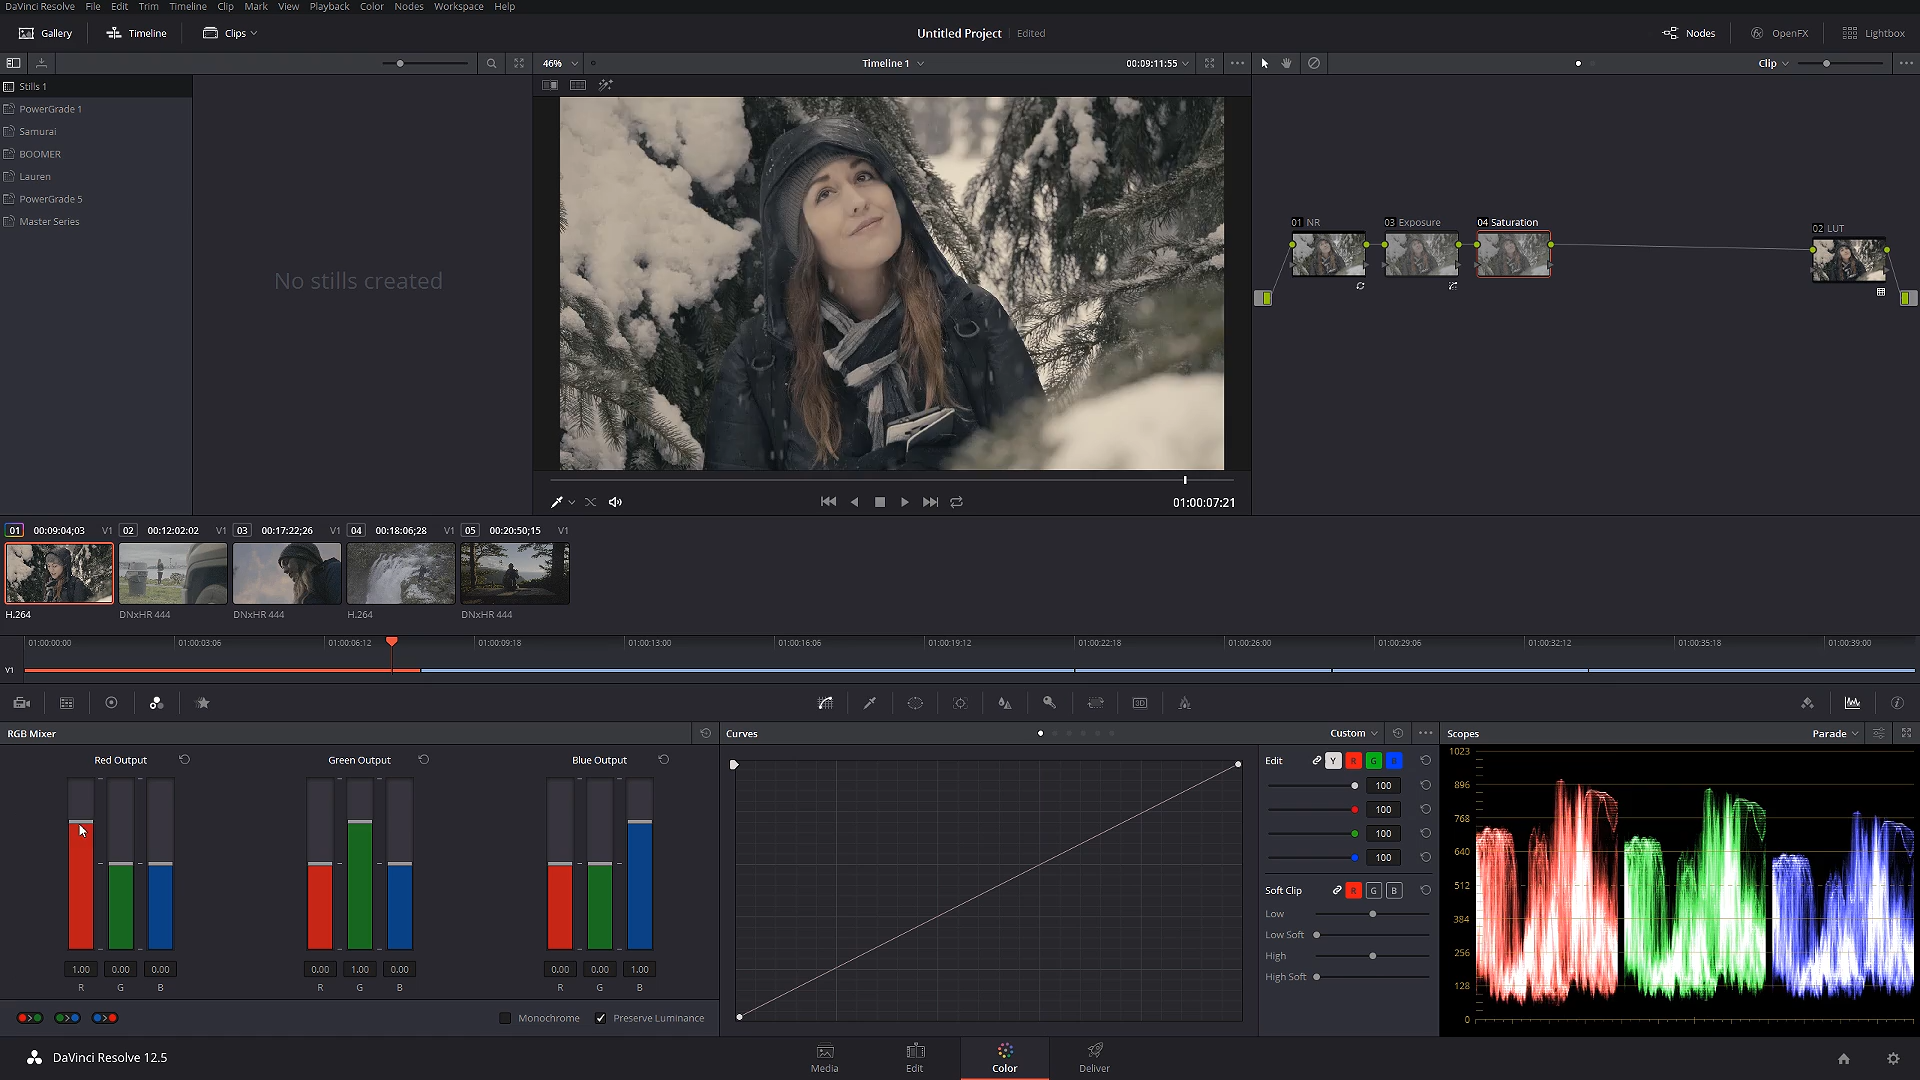 DaVinci Resolve File Edit Trim Timeline Clip Mark View Playback Color Nodes Workspace Help
Gallery Timeline Clips Untitled Project Edited Nodes OpenFX Lightbox
46% Timeline 1 00:09:11:55 Clip
Stills 1
PowerGrade 1
Samurai
BOOMER
Lauren
PowerGrade 5
Master Series
No stills created
01 NR 03 Exposure 04 Saturation 02 LUT
01:00:07:21
01 00:09:04;03 V1 02 00:12:02:02 V1 03 00:17:22;26 V1 04 00:18:06;28 V1 05 00:20:50;15 V1
H.264 DNxHR 444 DNxHR 444 H.264 DNxHR 444
01:00:00:00 01:00:03:06 01:00:06:12 01:00:09:18 01:00:13:00 01:00:16:06 01:00:19:12 01:00:22:18 01:00:26:00 01:00:29:06 01:00:32:12 01:00:35:18 01:00:39:00
V1
3D
RGB Mixer Curves Custom Scopes Parade
Red Output Green Output Blue Output
1.00 0.00 0.00 0.00 1.00 0.00 0.00 0.00 1.00
R G B R G B R G B
Monochrome Preserve Luminance
Edit Y R G B
100
100
100
100
Soft Clip R G B
Low
Low Soft
High
High Soft
1023
896
768
640
512
384
256
128
0
DaVinci Resolve 12.5 Media Edit Color Deliver